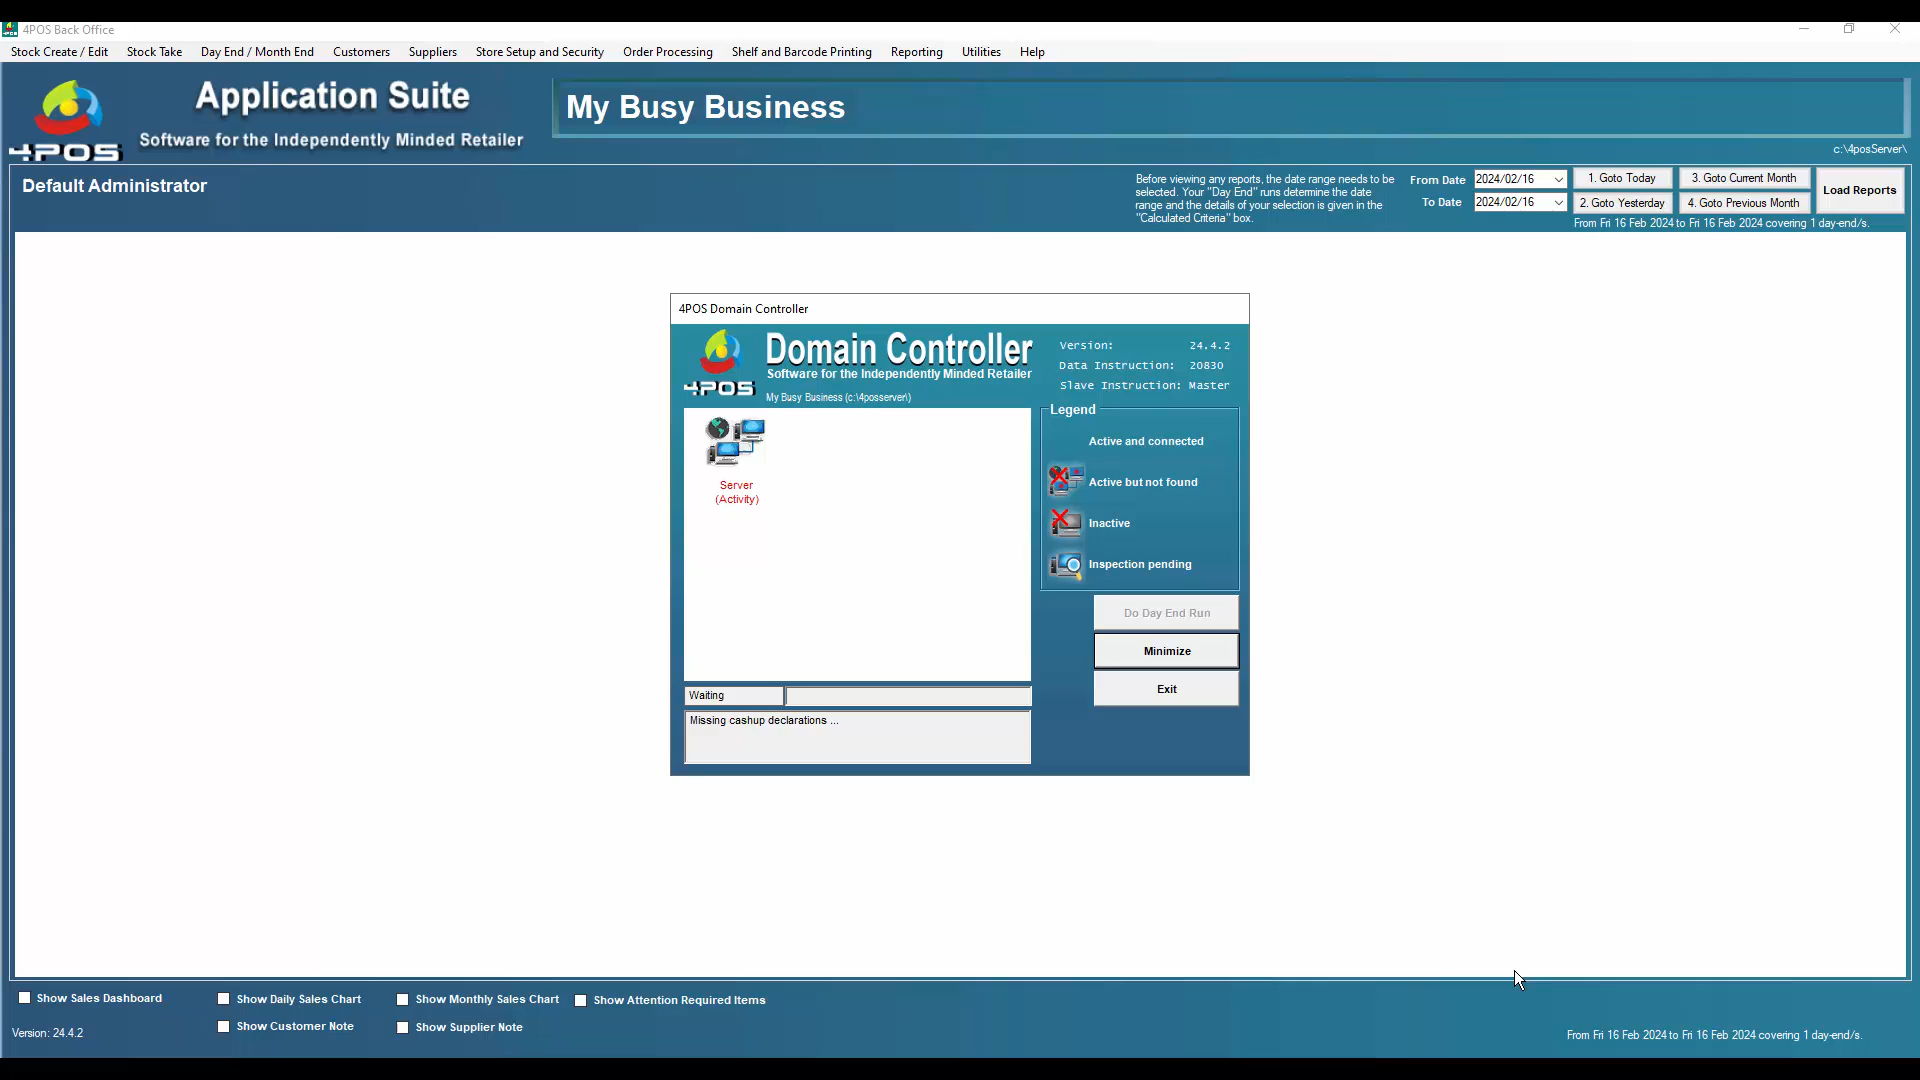 4POS Back Office
Stock Create / Edit Stock Take Day End / Month End Customers Suppliers Store Setup and Security Order Processing Shelf and Barcode Printing Reporting Utilities Help
4POS
Application Suite
Software for the Independently Minded Retailer
My Busy Business
c:\4posServer\
Default Administrator
Before viewing any reports, the date range needs to be
selected. Your "Day End" runs determine the date
range and the details of your selection is given in the
"Calculated Criteria" box.
From Date 2024/02/16
To Date 2024/02/16
1. Goto Today 3. Goto Current Month
2. Goto Yesterday 4. Goto Previous Month
Load Reports
From Fri 16 Feb 2024 to Fri 16 Feb 2024 covering 1 day-end/s.
4POS Domain Controller
4POS
Domain Controller
Software for the Independently Minded Retailer
My Busy Business (c:\4posserver\)
Version: 24.4.2
Data Instruction: 20830
Slave Instruction: Master
Server
(Activity)
Legend
Active and connected
Active but not found
Inactive
Inspection pending
Do Day End Run
Minimize
Exit
Waiting
Missing cashup declarations ...
Show Sales Dashboard Show Daily Sales Chart Show Monthly Sales Chart Show Attention Required Items
Show Customer Note Show Supplier Note
Version: 24.4.2
From Fri 16 Feb 2024 to Fri 16 Feb 2024 covering 1 day-end/s.